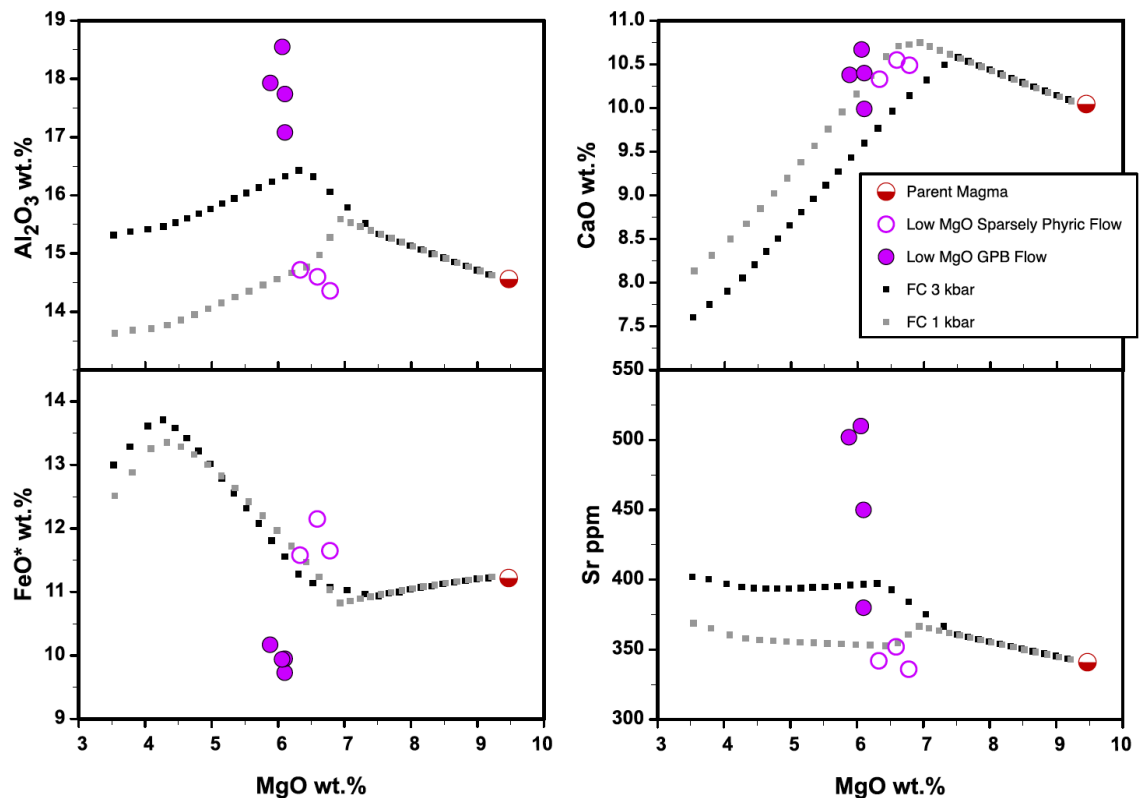 19
18
17
16
15
14
Al₂O₃ wt.%
11.0
10.5
10.0
9.5
9.0
8.5
8.0
7.5
550
CaO wt.%
Parent Magma
Low MgO Sparsely Phyric Flow
Low MgO GPB Flow
FC 3 kbar
FC 1 kbar
14
13
12
11
10
9
FeO* wt.%
3 4 5 6 7 8 9 10
MgO wt.%
500
450
400
350
300
Sr ppm
3 4 5 6 7 8 9 10
MgO wt.%